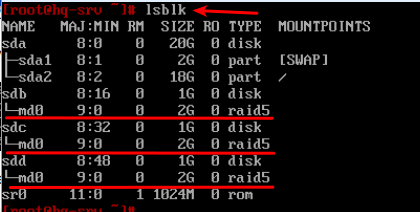 [root@hq-srv ~]# lsblk
NAME MAJ:MIN RM SIZE RO TYPE MOUNTPOINTS
sda 8:0 0 20G 0 disk
├─sda1 8:1 0 2G 0 part [SWAP]
└─sda2 8:2 0 18G 0 part /
sdb 8:16 0 1G 0 disk
└─md0 9:0 0 2G 0 raid5
sdc 8:32 0 1G 0 disk
└─md0 9:0 0 2G 0 raid5
sdd 8:48 0 1G 0 disk
└─md0 9:0 0 2G 0 raid5
sr0 11:0 1 1024M 0 rom
[root@hq-srv ~]#